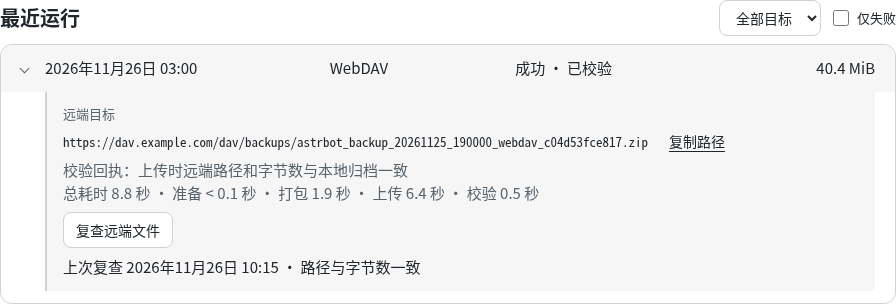 最近运行
全部目标
仅失败
2026年11月26日 03:00 WebDAV 成功 · 已校验 40.4 MiB
远端目标
https://dav.example.com/dav/backups/astrbot_backup_20261125_190000_webdav_c04d53fce817.zip 复制路径
校验回执：上传时远端路径和字节数与本地归档一致
总耗时 8.8 秒 · 准备 < 0.1 秒 · 打包 1.9 秒 · 上传 6.4 秒 · 校验 0.5 秒
复查远端文件
上次复查 2026年11月26日 10:15 · 路径与字节数一致